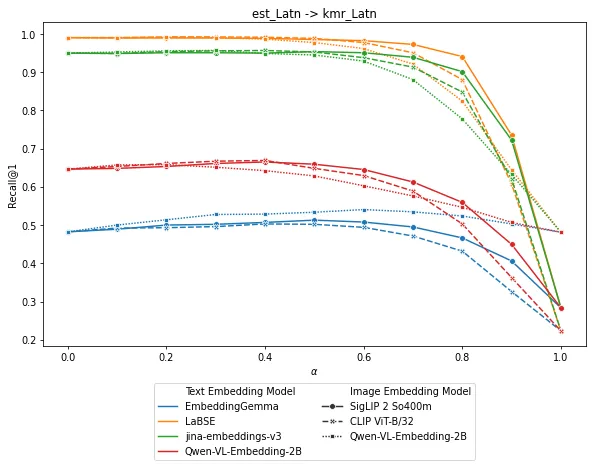 est_Latn -> kmr_Latn
Recall@1
1.0
0.9
0.8
0.7
0.6
0.5
0.4
0.3
0.2
0.0 0.2 0.4 0.6 0.8 1.0
α
Text Embedding Model Image Embedding Model
EmbeddingGemma SigLIP 2 So400m
LaBSE CLIP ViT-B/32
jina-embeddings-v3 Qwen-VL-Embedding-2B
Qwen-VL-Embedding-2B